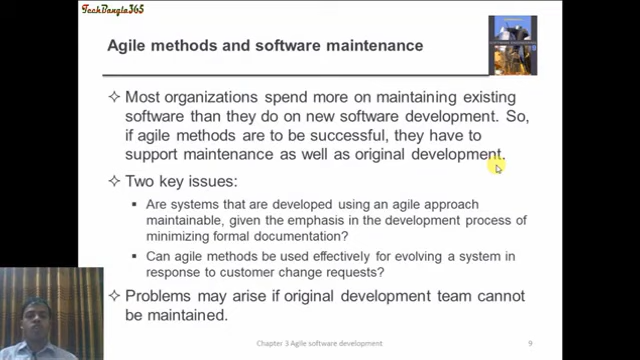 TechBangla365
Agile methods and software maintenance
✧ Most organizations spend more on maintaining existing
software than they do on new software development. So,
if agile methods are to be successful, they have to
support maintenance as well as original development.
✧ Two key issues:
▪ Are systems that are developed using an agile approach
maintainable, given the emphasis in the development process of
minimizing formal documentation?
▪ Can agile methods be used effectively for evolving a system in
response to customer change requests?
✧ Problems may arise if original development team cannot
be maintained.
Chapter 3 Agile software development 9